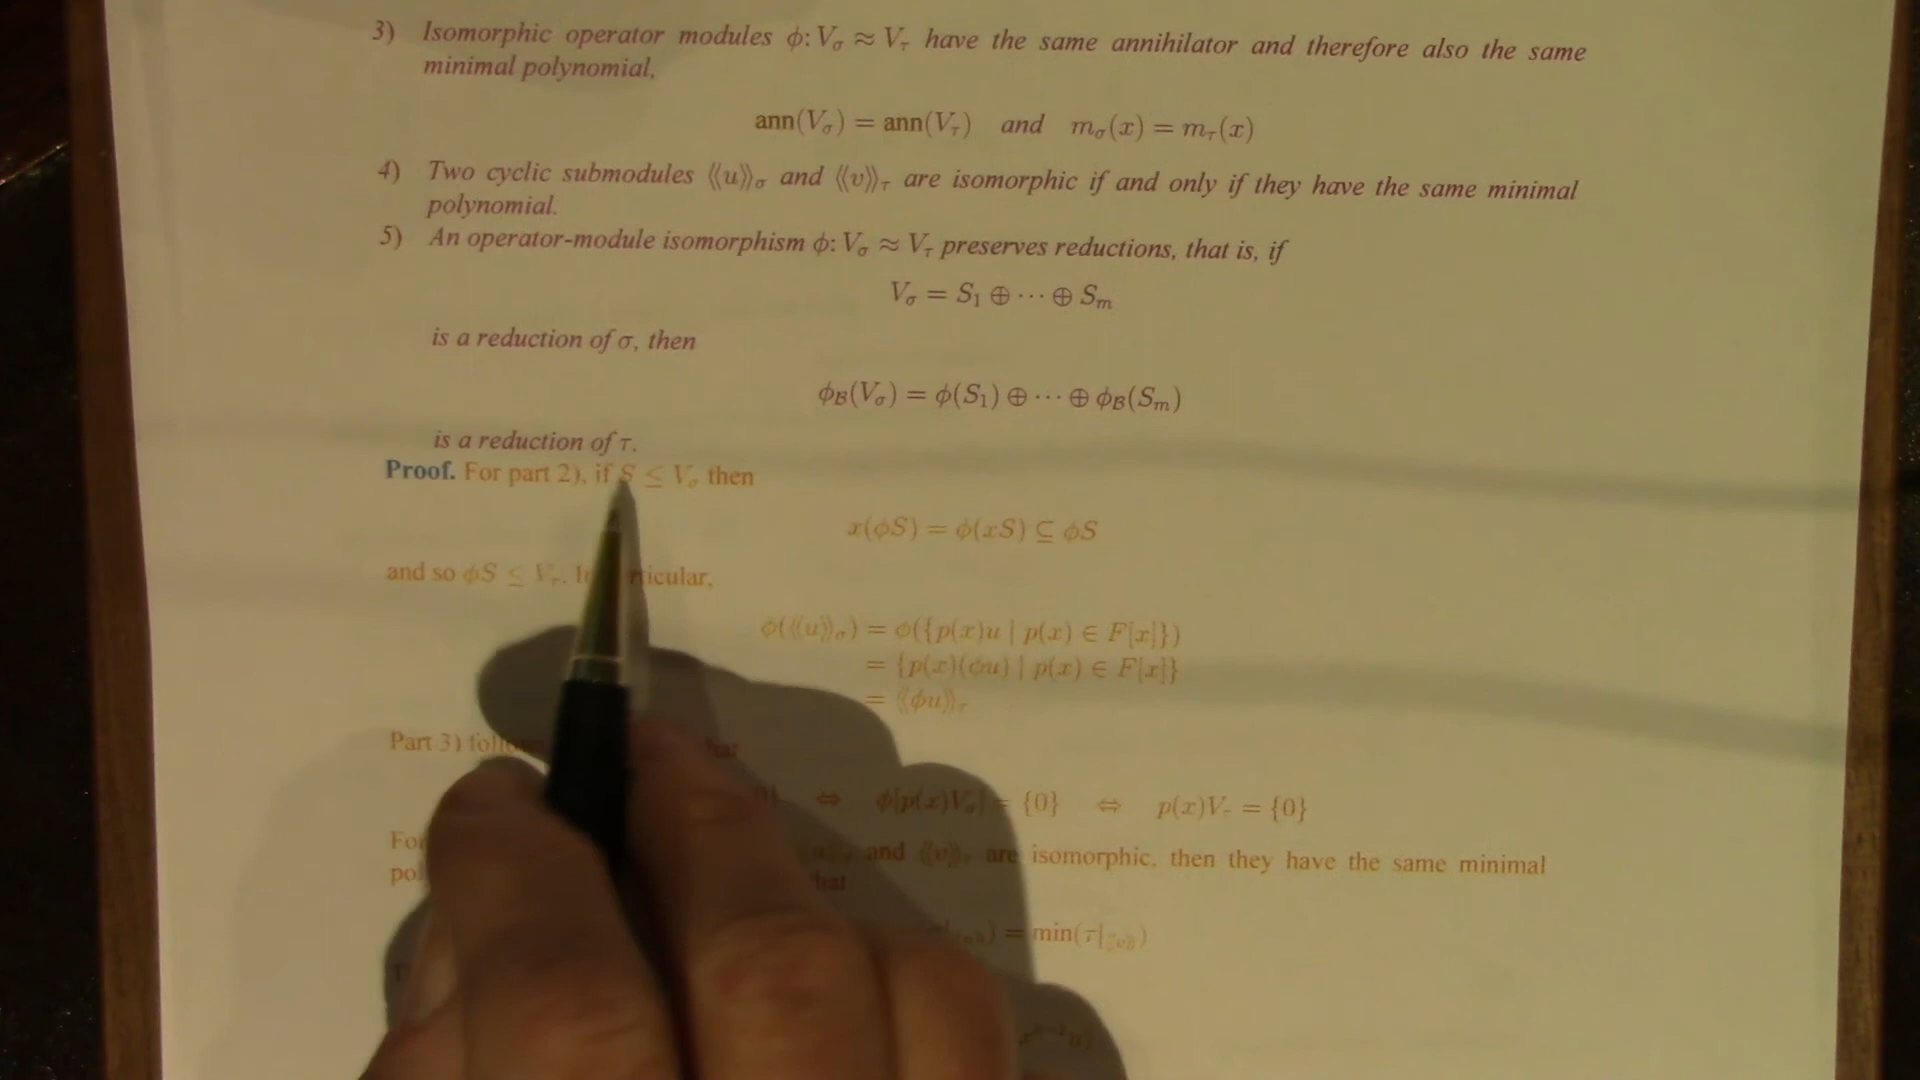 3) Isomorphic operator modules ϕ: V_σ ≈ V_τ have the same annihilator and therefore also the same
minimal polynomial,
ann(V_σ) = ann(V_τ) and m_σ(x) = m_τ(x)
4) Two cyclic submodules ⟪u⟫_σ and ⟪v⟫_τ are isomorphic if and only if they have the same minimal
polynomial.
5) An operator-module isomorphism ϕ: V_σ ≈ V_τ preserves reductions, that is, if
V_σ = S₁ ⊕ ⋯ ⊕ S_m
is a reduction of σ, then
ϕ_B(V_σ) = ϕ(S₁) ⊕ ⋯ ⊕ ϕ_B(S_m)
is a reduction of τ.
Proof. For part 2), if S ≤ V_σ then
x(ϕS) = ϕ(xS) ⊆ ϕS
and so ϕS ≤ V_τ.
ϕ(⟪u⟫_σ) = ϕ({p(x)u | p(x) ∈ F[x]})
= {p(x)(ϕu) | p(x) ∈ F[x]}
= ⟪ϕu⟫_τ
Part 3)
⇔ ϕ[p(x)V_σ] = {0} ⇔ p(x)V_τ = {0}
and ⟪v⟫_τ are isomorphic, then they have the same minimal
= min(τ|_⟪v⟫)